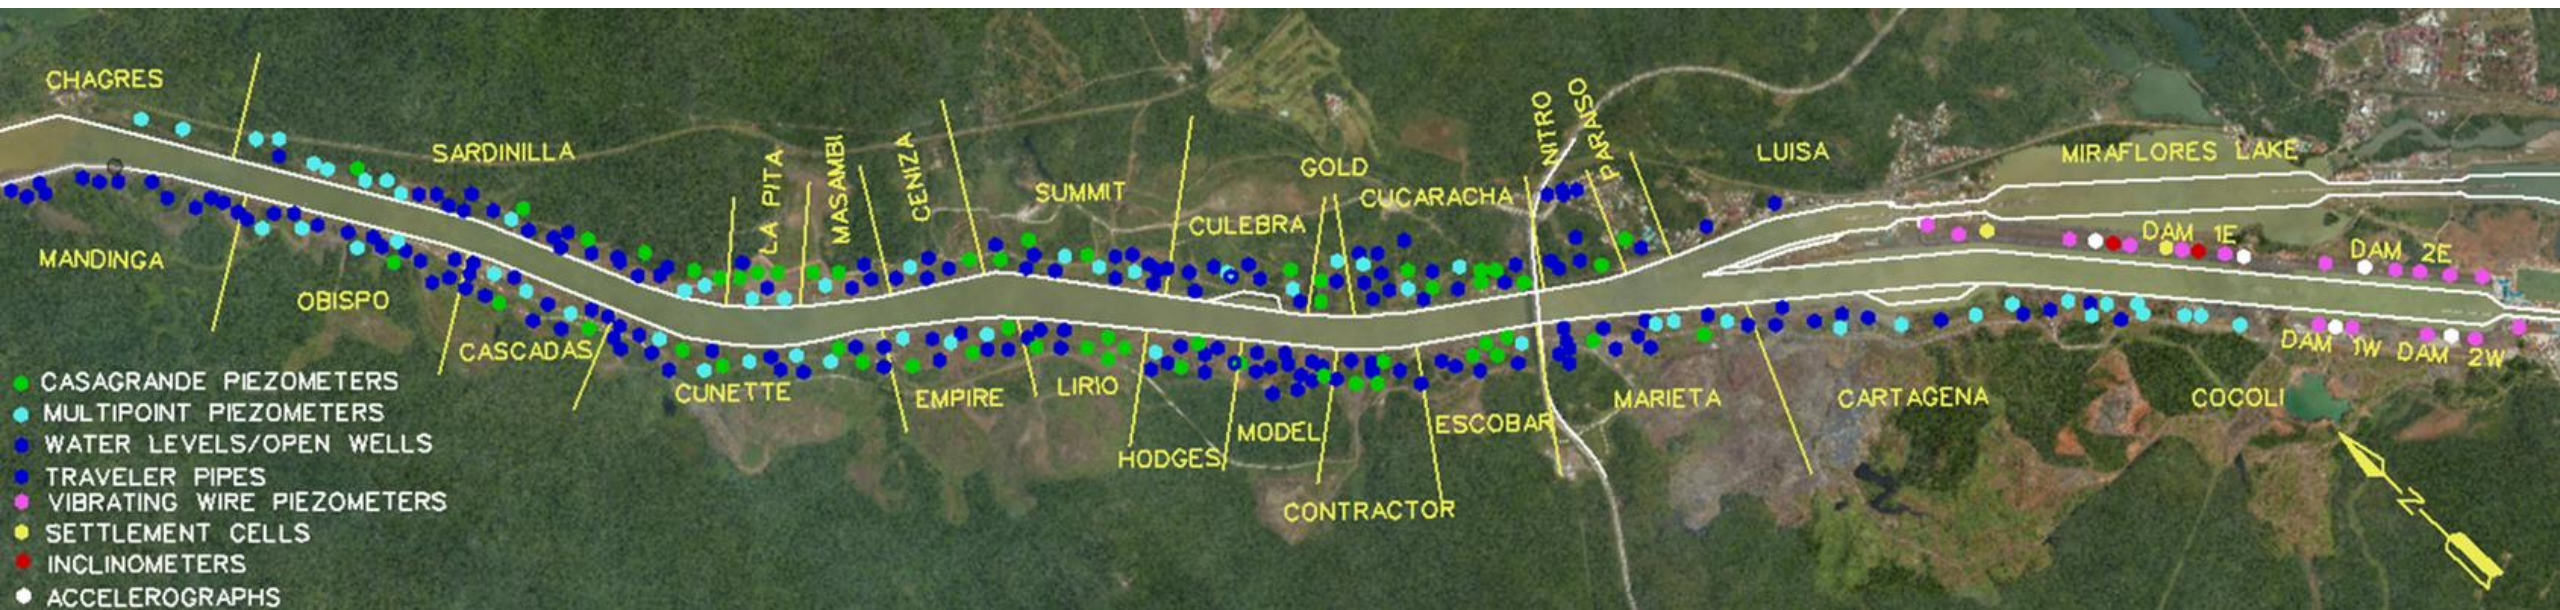 CHAGRES
SARDINILLA
LA PITA
MASAMBI
CENIZA
SUMMIT
CULEBRA
GOLD
CUCARACHA
NITRO
PARAISO
LUISA
MIRAFLORES LAKE
DAM 1E
DAM 2E
MANDINGA
OBISPO
CASCADAS
CUNETTE
EMPIRE
LIRIO
HODGES
MODEL
CONTRACTOR
ESCOBAR
MARIETA
CARTAGENA
COCOLI
DAM 1W
DAM 2W
CASAGRANDE PIEZOMETERS
MULTIPOINT PIEZOMETERS
WATER LEVELS/OPEN WELLS
TRAVELER PIPES
VIBRATING WIRE PIEZOMETERS
SETTLEMENT CELLS
INCLINOMETERS
ACCELEROGRAPHS
N